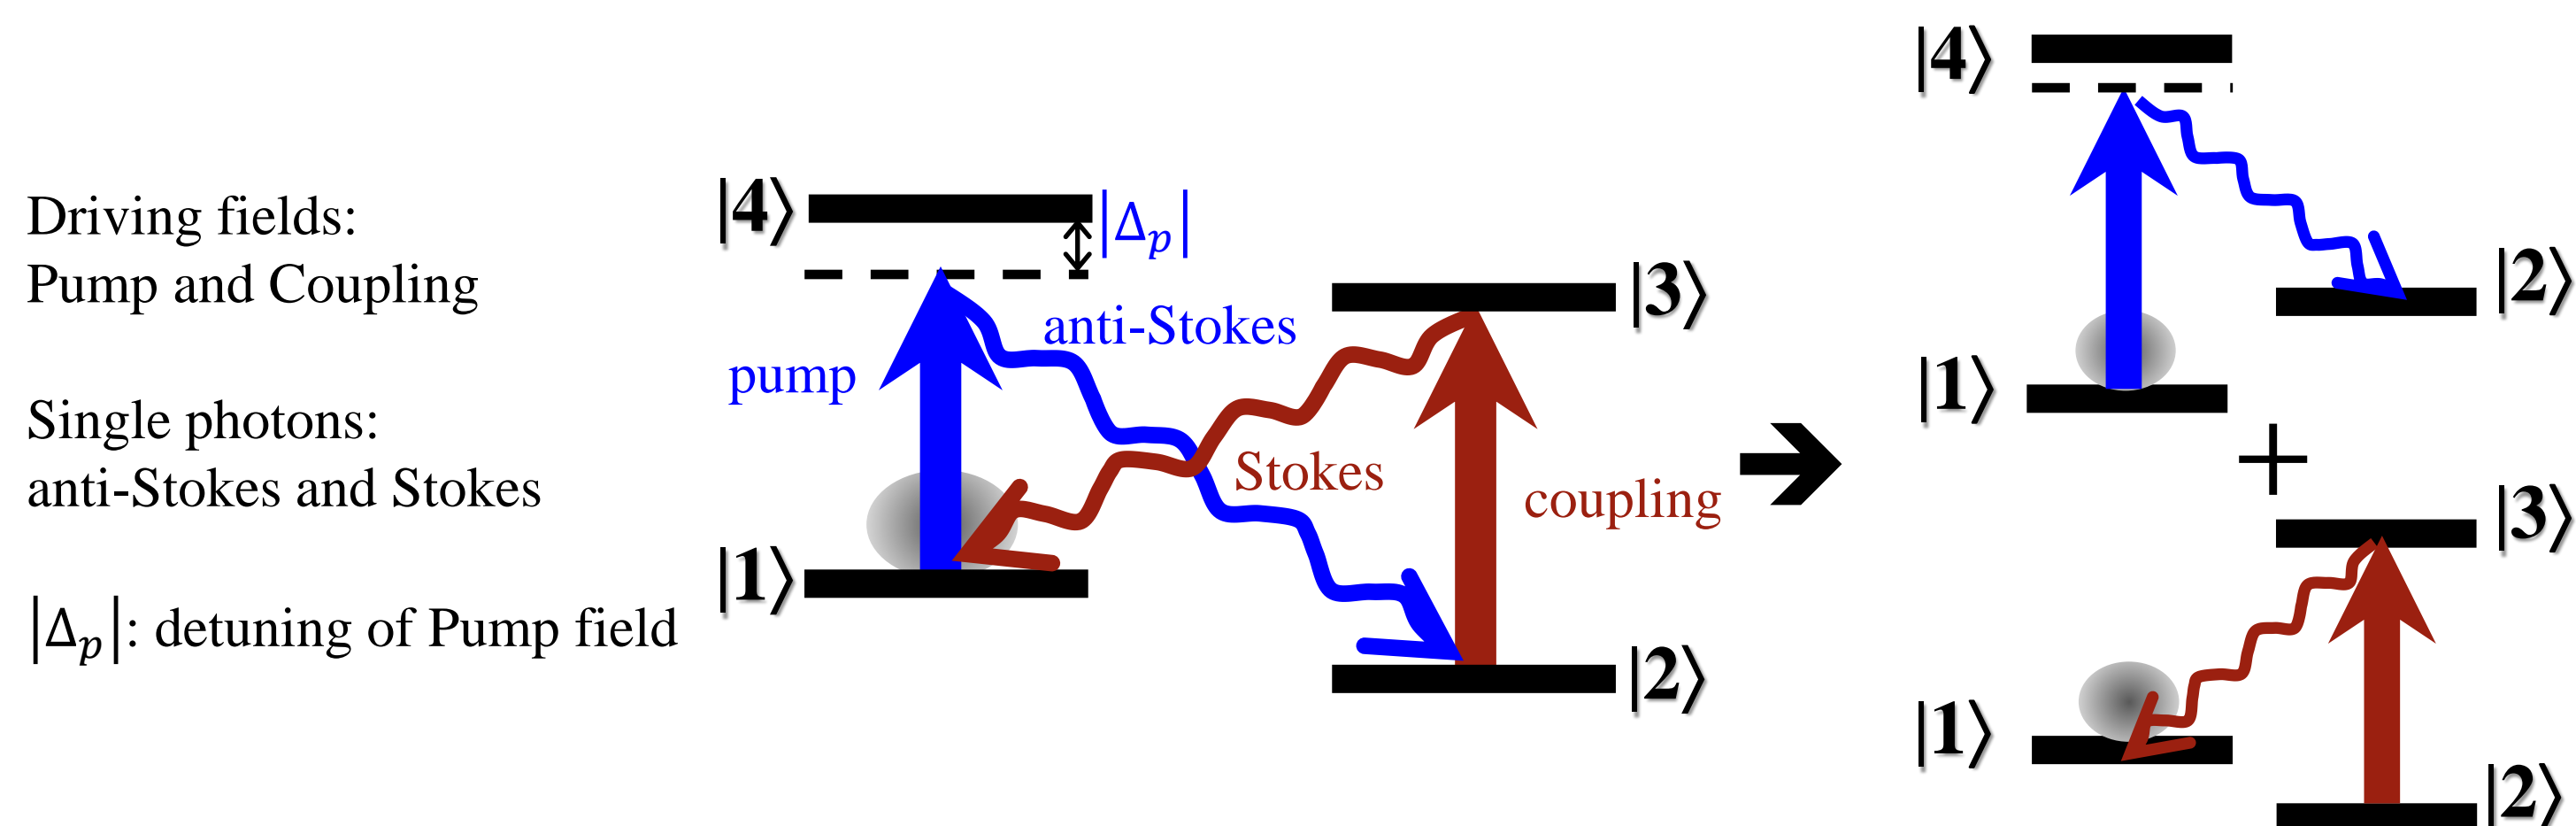 Driving fields:
Pump and Coupling
Single photons:
anti-Stokes and Stokes
|Δₚ|: detuning of Pump field
|4⟩
|Δₚ|
|3⟩
anti-Stokes
pump
Stokes
coupling
|1⟩
|2⟩
➔
|4⟩
|2⟩
|1⟩
+
|3⟩
|1⟩
|2⟩